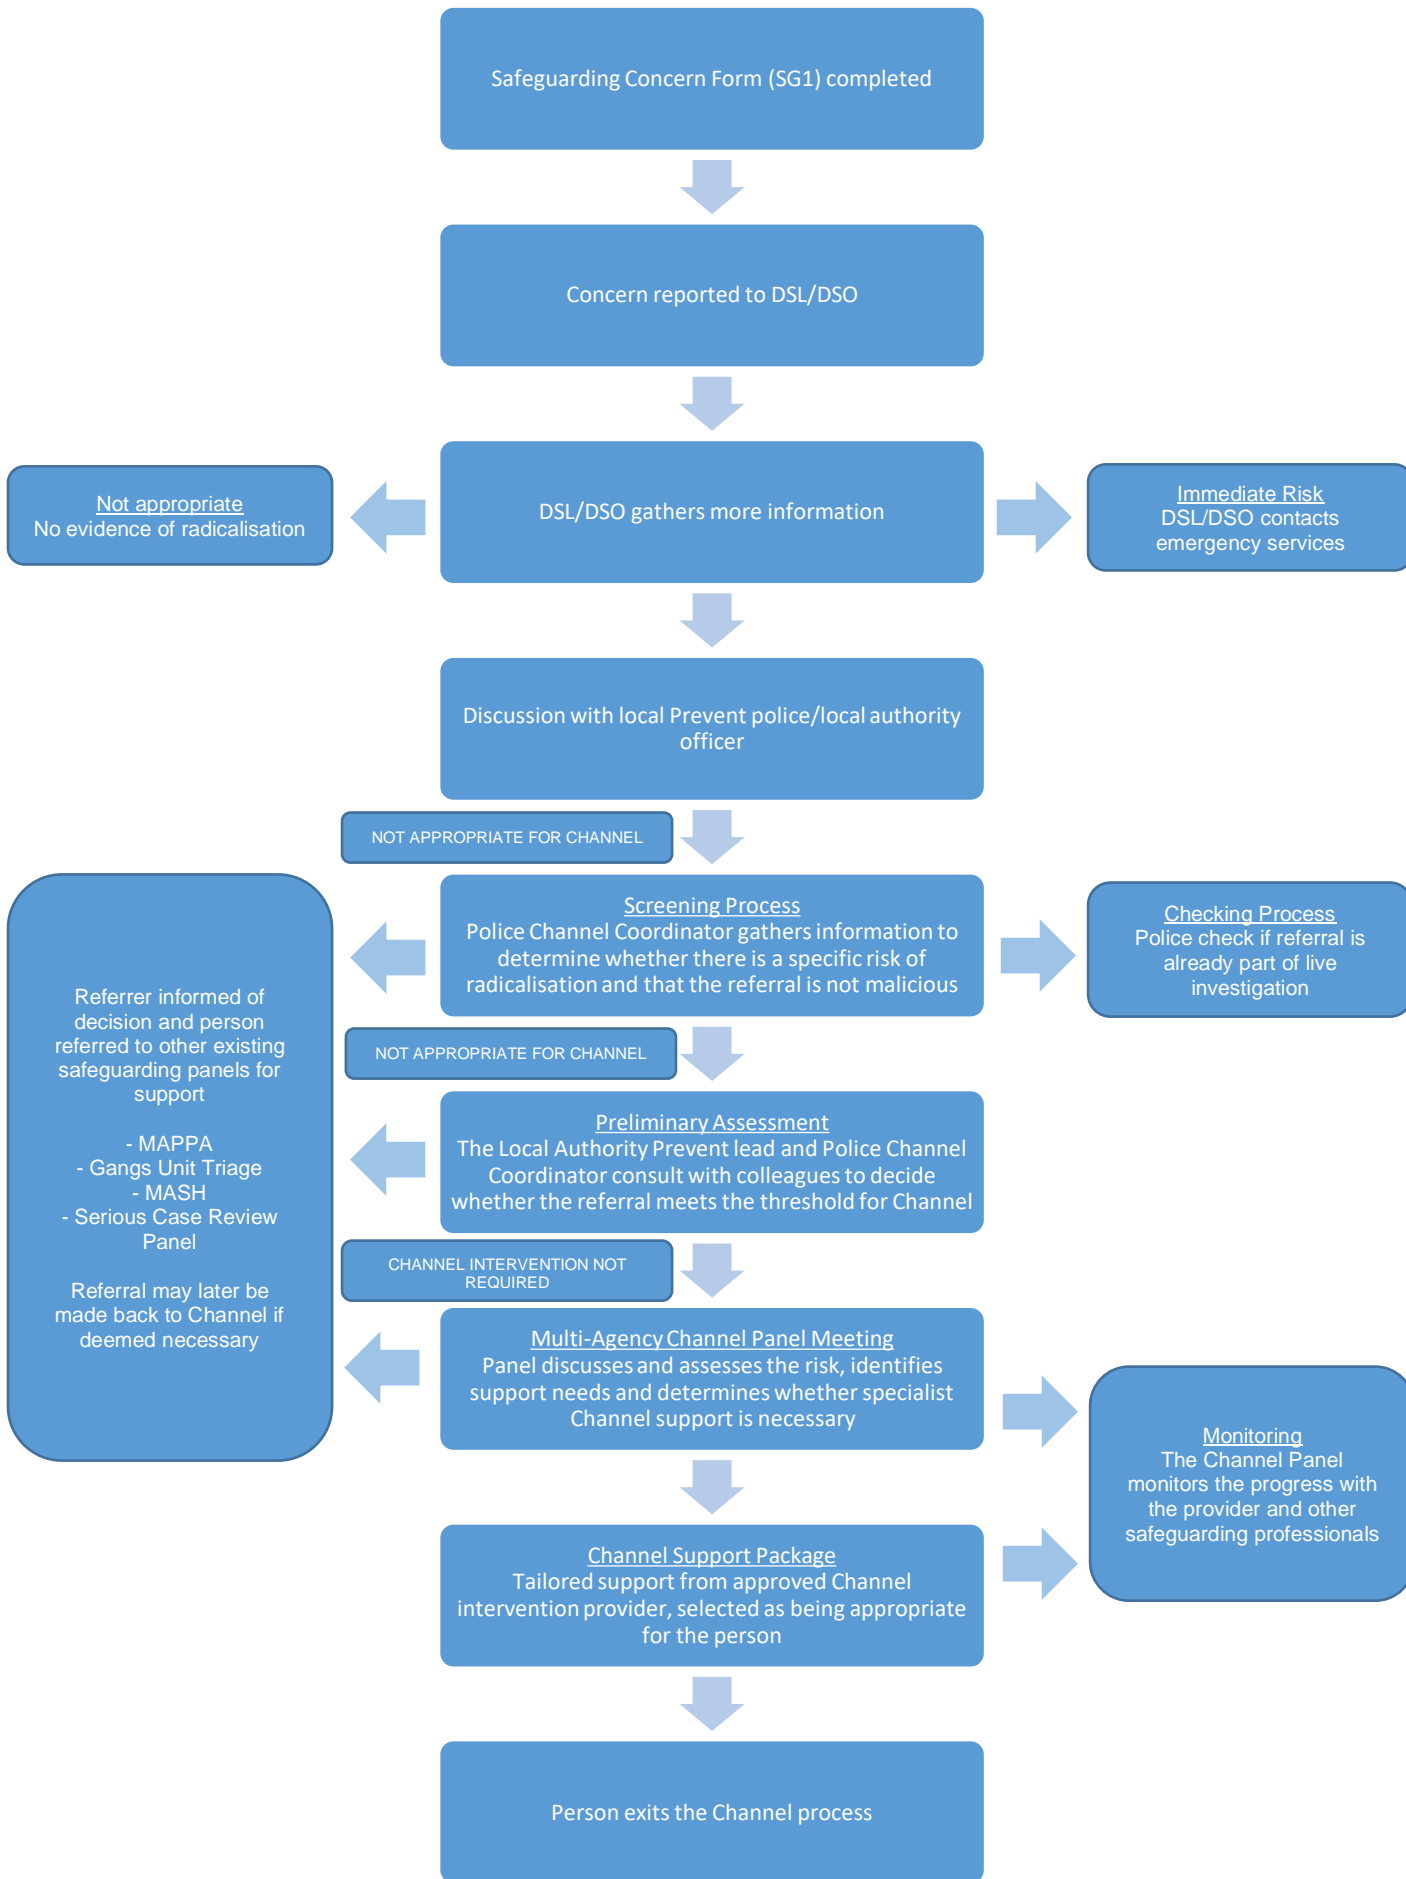 Safeguarding Concern Form (SG1) completed
Concern reported to DSL/DSO
Not appropriate
No evidence of radicalisation
DSL/DSO gathers more information
Immediate Risk
DSL/DSO contacts
emergency services
Discussion with local Prevent police/local authority
officer
NOT APPROPRIATE FOR CHANNEL
Screening Process
Police Channel Coordinator gathers information to
determine whether there is a specific risk of
radicalisation and that the referral is not malicious
Checking Process
Police check if referral is
already part of live
investigation
Referrer informed of
decision and person
referred to other existing
safeguarding panels for
support
- MAPPA
- Gangs Unit Triage
- MASH
- Serious Case Review
Panel
Referral may later be
made back to Channel if
deemed necessary
NOT APPROPRIATE FOR CHANNEL
Preliminary Assessment
The Local Authority Prevent lead and Police Channel
Coordinator consult with colleagues to decide
whether the referral meets the threshold for Channel
CHANNEL INTERVENTION NOT
REQUIRED
Multi-Agency Channel Panel Meeting
Panel discusses and assesses the risk, identifies
support needs and determines whether specialist
Channel support is necessary
Monitoring
The Channel Panel
monitors the progress with
the provider and other
safeguarding professionals
Channel Support Package
Tailored support from approved Channel
intervention provider, selected as being appropriate
for the person
Person exits the Channel process